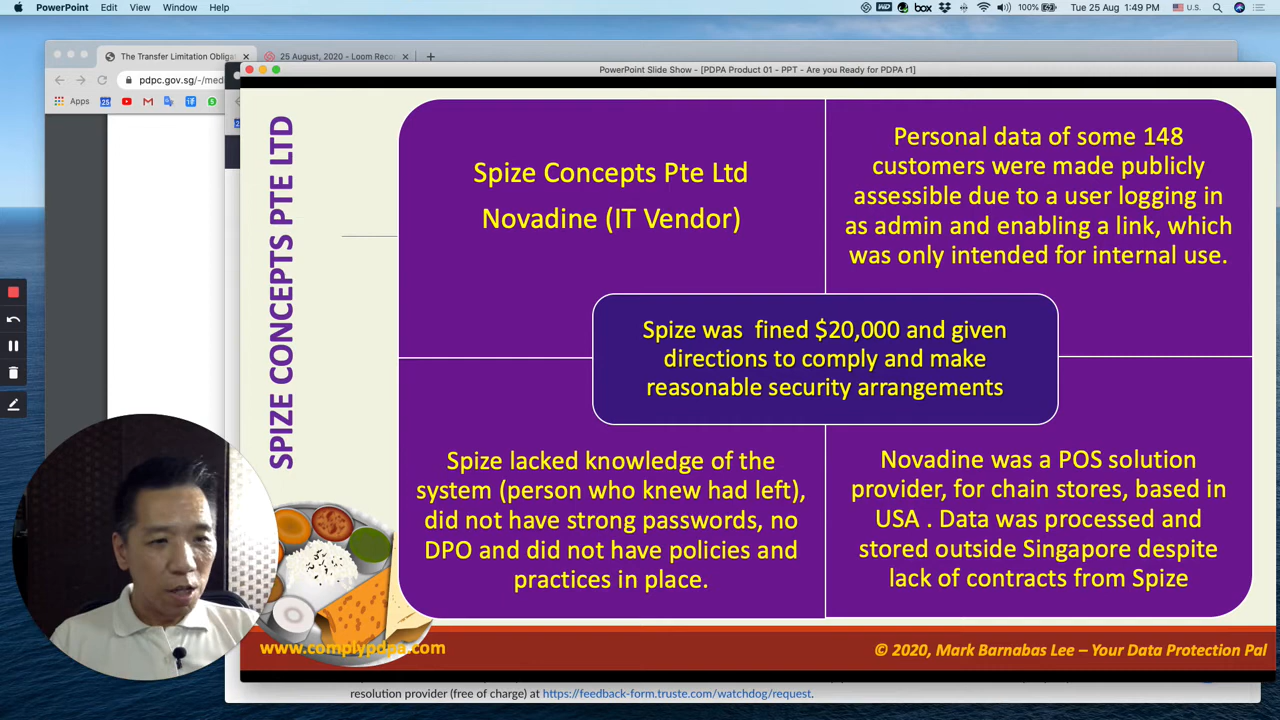 PowerPoint Edit View Window Help
WD box 100% Tue 25 Aug 1:49 PM U.S.
The Transfer Limitation Obliga
25 August, 2020 - Loom Reco
pdpc.gov.sg/-/med
PowerPoint Slide Show - [PDPA Product 01 - PPT - Are you Ready for PDPA r1]
Apps
SPIZE CONCEPTS PTE LTD
Spize Concepts Pte Ltd
Novadine (IT Vendor)
Personal data of some 148
customers were made publicly
assessible due to a user logging in
as admin and enabling a link, which
was only intended for internal use.
Spize was fined $20,000 and given
directions to comply and make
reasonable security arrangements
Spize lacked knowledge of the
system (person who knew had left),
did not have strong passwords, no
DPO and did not have policies and
practices in place.
Novadine was a POS solution
provider, for chain stores, based in
USA . Data was processed and
stored outside Singapore despite
lack of contracts from Spize
www.complypdpa.com
© 2020, Mark Barnabas Lee – Your Data Protection Pal
resolution provider (free of charge) at https://feedback-form.truste.com/watchdog/request.